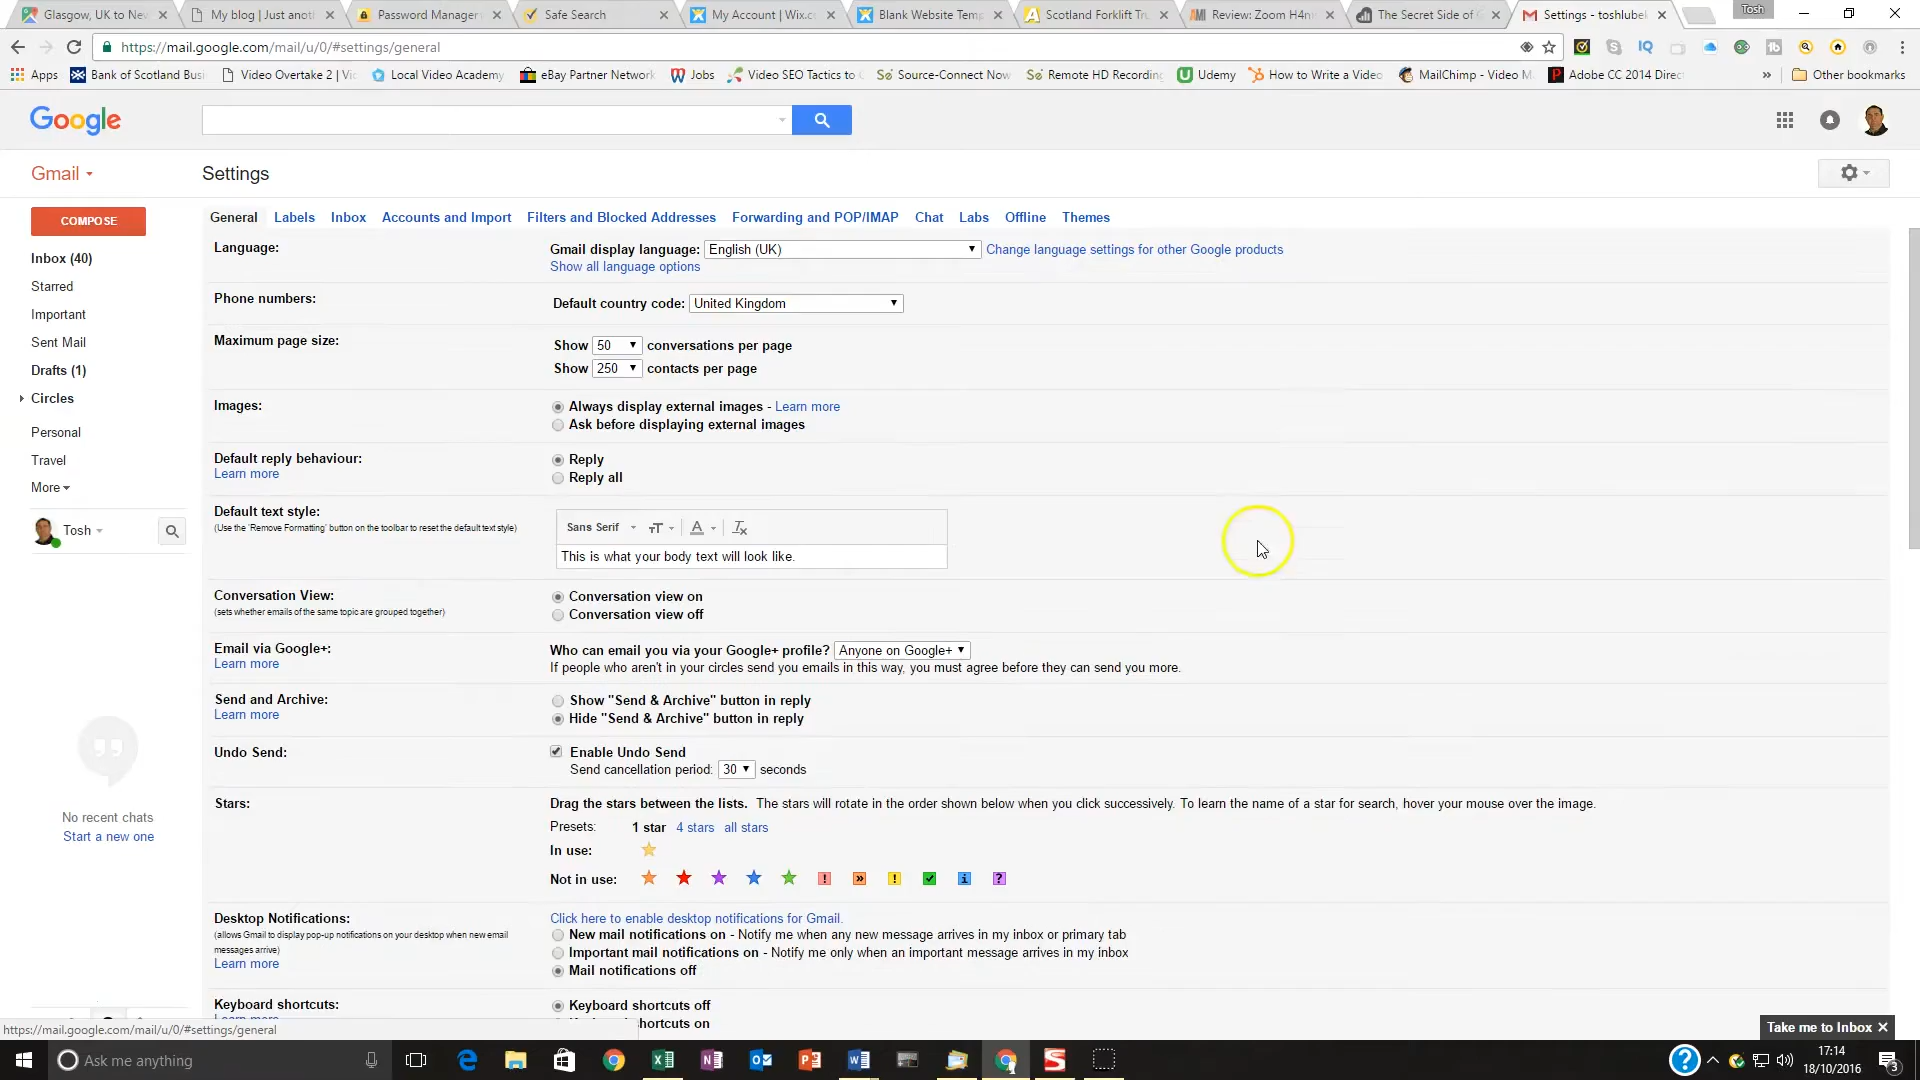 Glasgow, UK to New
My blog | Just anoth
Password Manager
Safe Search
My Account | Wix.c
Blank Website Temp
Scotland Forklift Tru
Review: Zoom H4n
The Secret Side of
Settings - toshlubek
Tosh
https://mail.google.com/mail/u/0/#settings/general
Apps
Bank of Scotland Busi
Video Overtake 2 | Vi
Local Video Academy
eBay Partner Network
Jobs
Video SEO Tactics to
Source-Connect Now
Remote HD Recording
Udemy
How to Write a Video
MailChimp - Video M
Adobe CC 2014 Direct
»
Other bookmarks
Google
Gmail
Settings
COMPOSE
General Labels Inbox Accounts and Import Filters and Blocked Addresses Forwarding and POP/IMAP Chat Labs Offline Themes
Inbox (40)
Starred
Important
Sent Mail
Drafts (1)
Circles
Personal
Travel
More
Tosh
No recent chats
Start a new one
Language:
Gmail display language: English (UK) Change language settings for other Google products
Show all language options
Phone numbers:
Default country code: United Kingdom
Maximum page size:
Show 50 conversations per page
Show 250 contacts per page
Images:
Always display external images - Learn more
Ask before displaying external images
Default reply behaviour:
Learn more
Reply
Reply all
Default text style:
(Use the 'Remove Formatting' button on the toolbar to reset the default text style)
Sans Serif
This is what your body text will look like.
Conversation View:
(sets whether emails of the same topic are grouped together)
Conversation view on
Conversation view off
Email via Google+:
Learn more
Who can email you via your Google+ profile? Anyone on Google+
If people who aren't in your circles send you emails in this way, you must agree before they can send you more.
Send and Archive:
Learn more
Show "Send & Archive" button in reply
Hide "Send & Archive" button in reply
Undo Send:
Enable Undo Send
Send cancellation period: 30 seconds
Stars:
Drag the stars between the lists. The stars will rotate in the order shown below when you click successively. To learn the name of a star for search, hover your mouse over the image.
Presets: 1 star 4 stars all stars
In use:
Not in use:
Desktop Notifications:
(allows Gmail to display pop-up notifications on your desktop when new email
messages arrive)
Learn more
Click here to enable desktop notifications for Gmail.
New mail notifications on - Notify me when any new message arrives in my inbox or primary tab
Important mail notifications on - Notify me only when an important message arrives in my inbox
Mail notifications off
Keyboard shortcuts:
Keyboard shortcuts off
hortcuts on
https://mail.google.com/mail/u/0/#settings/general
Take me to Inbox
Ask me anything
17:14
18/10/2016
3